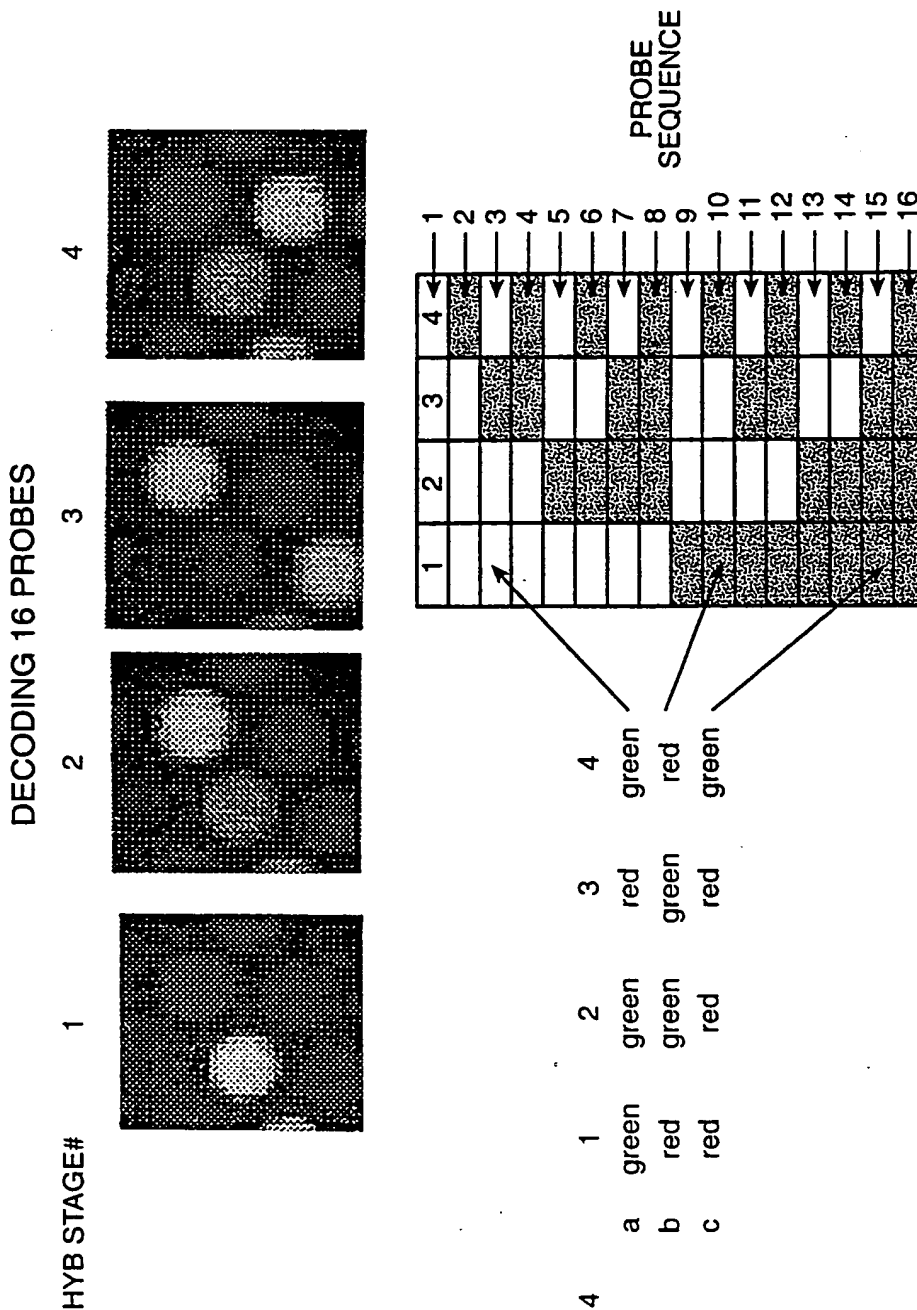 DECODING 16 PROBES
HYB STAGE# 1 2 3 4
4 1 2 3 4
a green green red green
b red green green red
c red red red green
1 2 3 4
1
2
3
4
5
6
7
8
9
10
11
12
13
14
15
16
PROBE
SEQUENCE